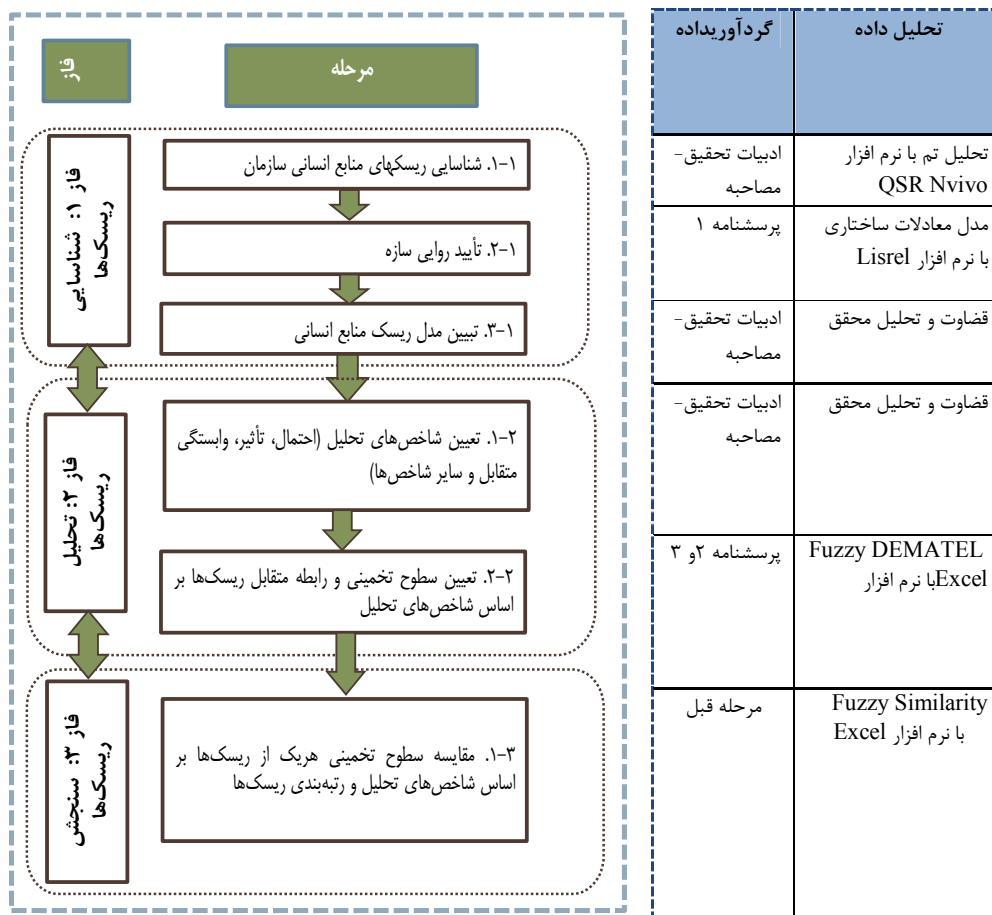 فاز
مرحله
گردآوریداده
تحلیل داده
فاز ۱: شناسایی
ریسک‌ها
۱-۱. شناسایی ریسکهای منابع انسانی سازمان
ادبیات تحقیق-
مصاحبه
تحلیل تم با نرم افزار
QSR Nvivo
۲-۱. تأیید روایی سازه
پرسشنامه ۱
مدل معادلات ساختاری
با نرم افزار Lisrel
۳-۱. تبیین مدل ریسک منابع انسانی
ادبیات تحقیق-
مصاحبه
قضاوت و تحلیل محقق
فاز ۲: تحلیل
ریسک‌ها
۱-۲. تعیین شاخص‌های تحلیل (احتمال، تأثیر، وابستگی
متقابل و سایر شاخص‌ها)
ادبیات تحقیق-
مصاحبه
قضاوت و تحلیل محقق
۲-۲. تعیین سطوح تخمینی و رابطه متقابل ریسک‌ها بر
اساس شاخص‌های تحلیل
پرسشنامه ۲و ۳
Fuzzy DEMATEL
با نرم افزار Excel
فاز ۳: سنجش
ریسک‌ها
۱-۳. مقایسه سطوح تخمینی هریک از ریسک‌ها بر
اساس شاخص‌های تحلیل و رتبه‌بندی ریسک‌ها
مرحله قبل
Fuzzy Similarity
با نرم افزار Excel